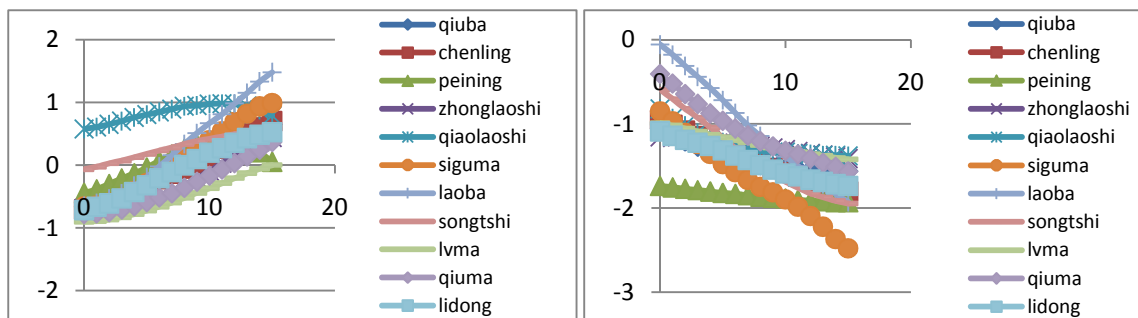 2
1
0
-1
-2
0
10
20
qiuba
chenling
peining
zhonglaoshi
qiaolaoshi
siguma
laoba
songtshi
lvma
qiuma
lidong
0
-1
-2
-3
0
10
20
qiuba
chenling
peining
zhonglaoshi
qiaolaoshi
siguma
laoba
songtshi
lvma
qiuma
lidong